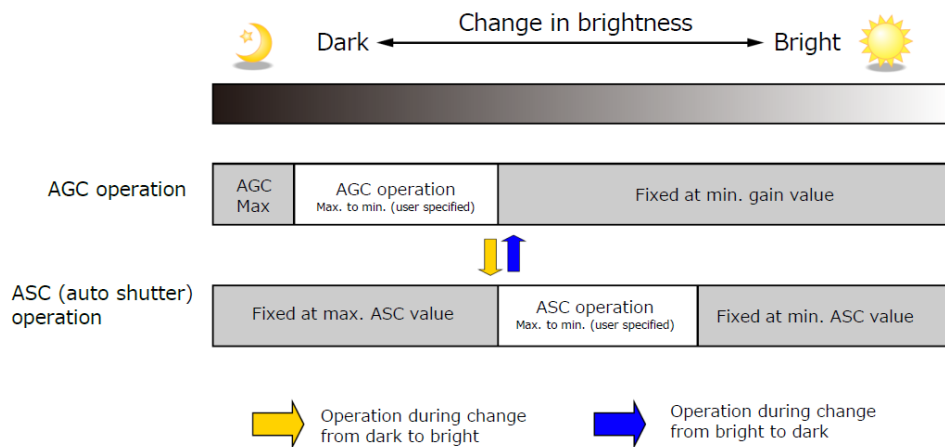 Change in brightness
Dark
Bright
AGC operation
AGC
Max
AGC operation
Max. to min. (user specified)
Fixed at min. gain value
ASC (auto shutter)
operation
Fixed at max. ASC value
ASC operation
Max. to min. (user specified)
Fixed at min. ASC value
Operation during change
from dark to bright
Operation during change
from bright to dark